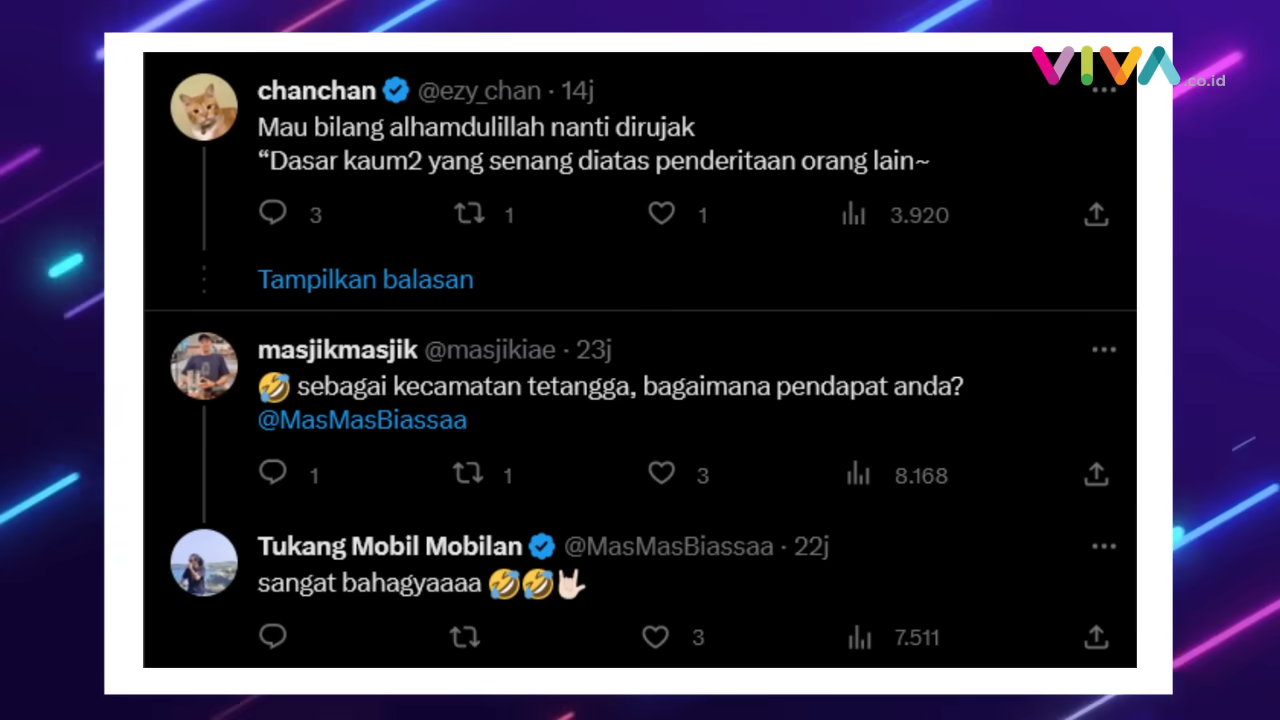 VIVA.co.id
chanchan @ezy_chan · 14j
Mau bilang alhamdulillah nanti dirujak
“Dasar kaum2 yang senang diatas penderitaan orang lain~
3 1 1 3.920
Tampilkan balasan
masjikmasjik @masjikiae · 23j
🤣 sebagai kecamatan tetangga, bagaimana pendapat anda?
@MasMasBiassaa
1 1 3 8.168
Tukang Mobil Mobilan @MasMasBiassaa · 22j
sangat bahagyaaaa 🤣🤣🤟🏻
3 7.511